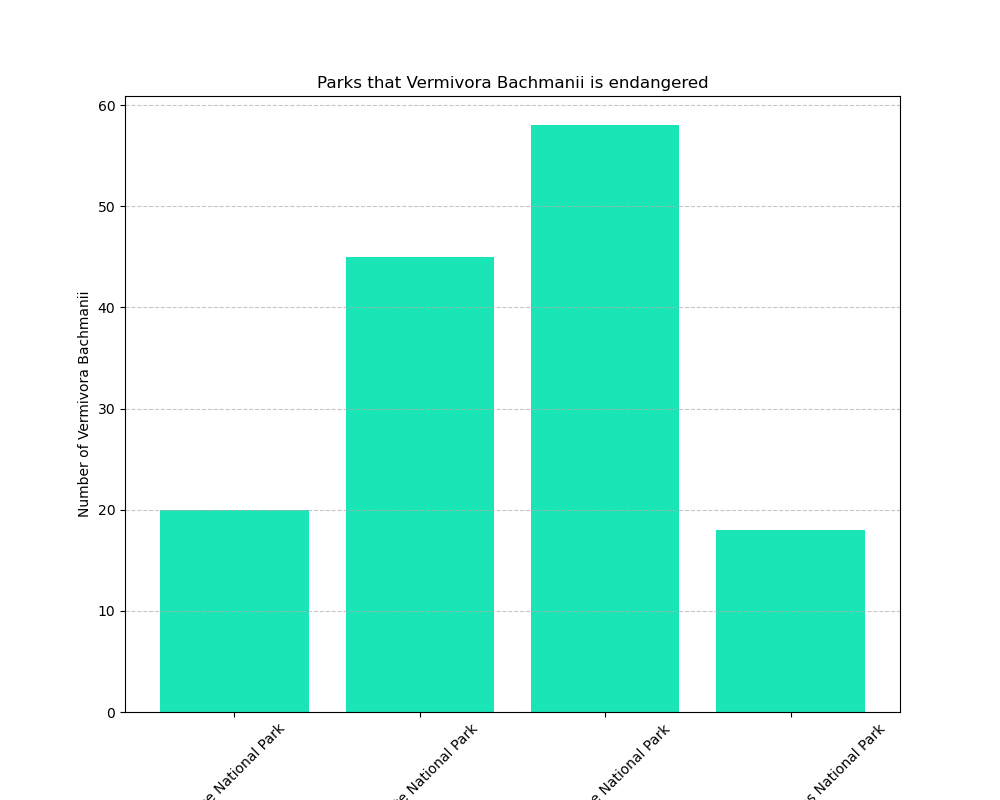 Parks that Vermivora Bachmanii is endangered
Number of Vermivora Bachmanii
60
50
40
30
20
10
0
National Park
National Park
National Park
National Park